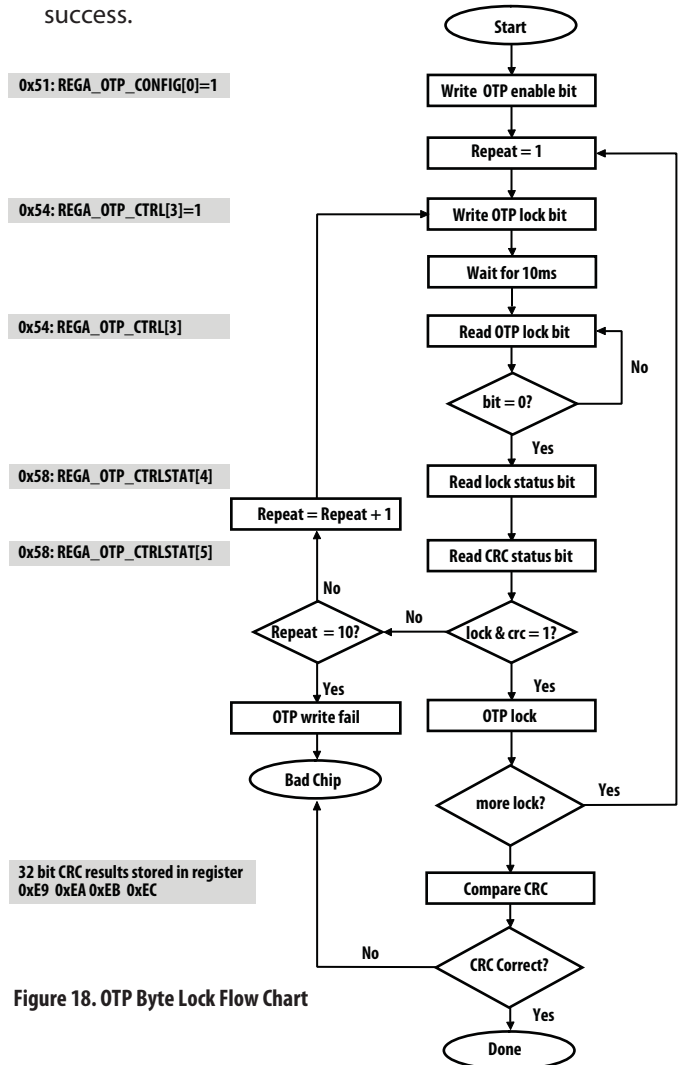 success.
Start
0x51: REGA_OTP_CONFIG[0]=1
Write OTP enable bit
Repeat = 1
0x54: REGA_OTP_CTRL[3]=1
Write OTP lock bit
Wait for 10ms
0x54: REGA_OTP_CTRL[3]
Read OTP lock bit
No
bit = 0?
Yes
0x58: REGA_OTP_CTRLSTAT[4]
Read lock status bit
Repeat = Repeat + 1
0x58: REGA_OTP_CTRLSTAT[5]
Read CRC status bit
No
Repeat = 10?
No
lock & crc = 1?
Yes
Yes
OTP write fail
OTP lock
Bad Chip
more lock?
Yes
32 bit CRC results stored in register
0xE9 0xEA 0xEB 0xEC
Compare CRC
No
CRC Correct?
Figure 18. OTP Byte Lock Flow Chart
Yes
Done